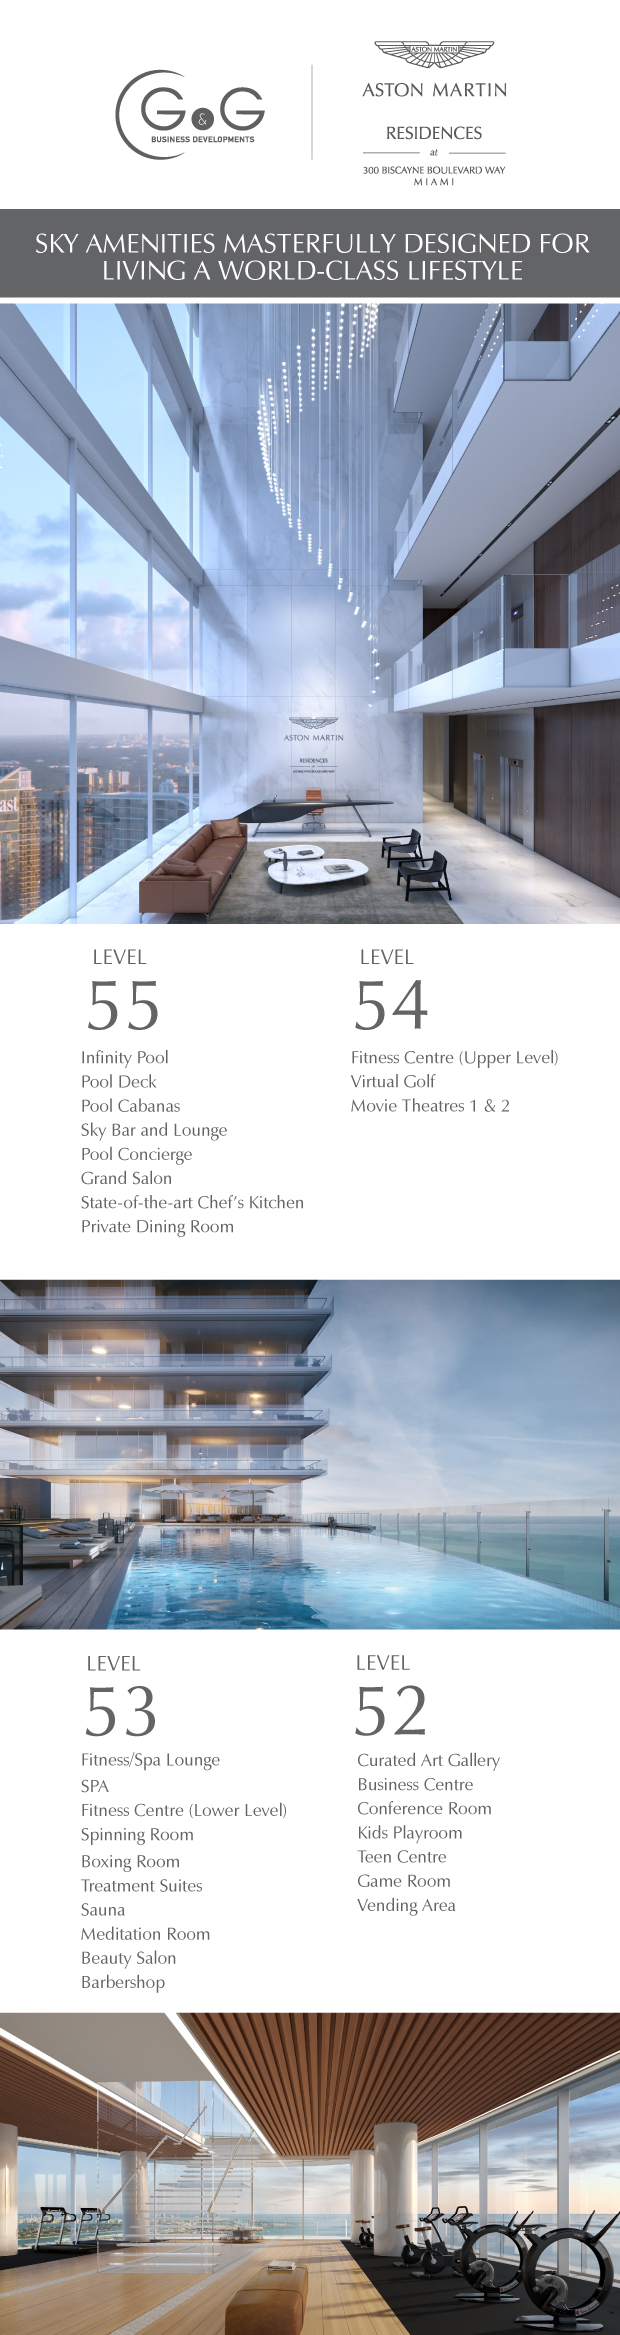 G&G
BUSINESS DEVELOPMENTS
ASTON MARTIN
ASTON MARTIN
RESIDENCES
at
300 BISCAYNE BOULEVARD WAY
MIAMI
SKY AMENITIES MASTERFULLY DESIGNED FOR
LIVING A WORLD-CLASS LIFESTYLE
ASTON MARTIN
RESIDENCES
ast
LEVEL
55
Infinity Pool
Pool Deck
Pool Cabanas
Sky Bar and Lounge
Pool Concierge
Grand Salon
State-of-the-art Chef's Kitchen
Private Dining Room
LEVEL
54
Fitness Centre (Upper Level)
Virtual Golf
Movie Theatres 1 & 2
LEVEL
53
Fitness/Spa Lounge
SPA
Fitness Centre (Lower Level)
Spinning Room
Boxing Room
Treatment Suites
Sauna
Meditation Room
Beauty Salon
Barbershop
LEVEL
52
Curated Art Gallery
Business Centre
Conference Room
Kids Playroom
Teen Centre
Game Room
Vending Area